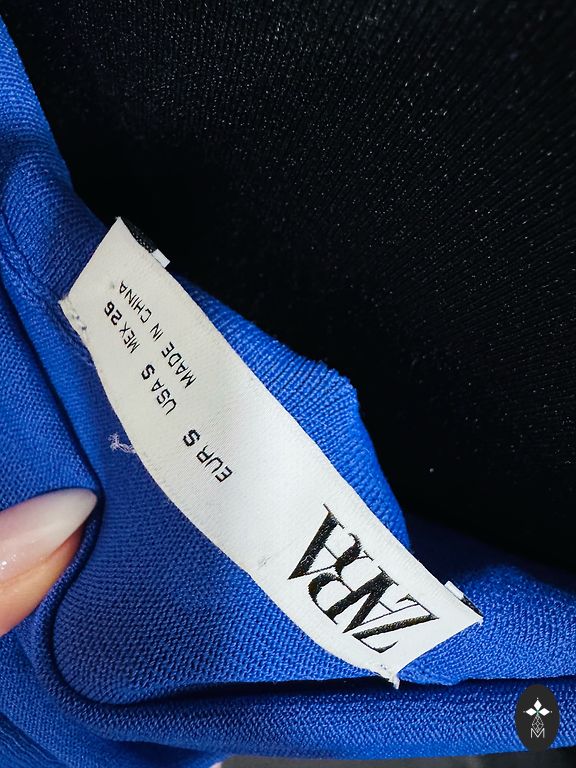 ZARA
EUR S USA S MEX 26
MADE IN CHINA
M